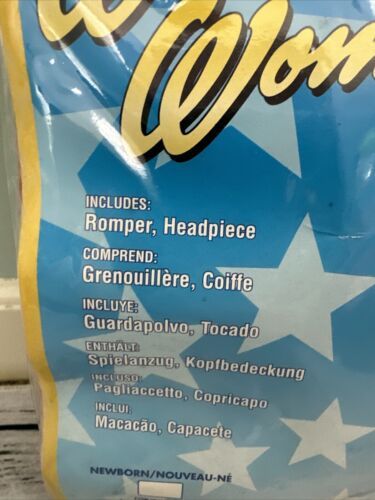 Wom
INCLUDES:
Romper, Headpiece
COMPREND:
Grenouillère, Coiffe
INCLUYE:
Guardapolvo, Tocado
ENTHÄLT:
Spielanzug, Kopfbedeckung
INCLUSO:
Pagliaccetto, Copricapo
INCLUI:
Macacão, Capacete
NEWBORN/NOUVEAU-NÉ